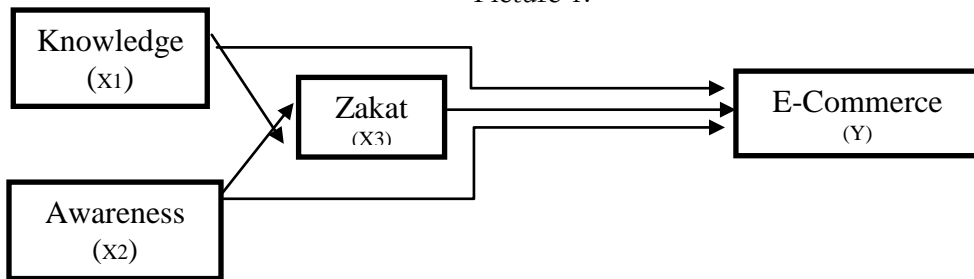 Picture 1.
Knowledge
(X1)
Zakat
(X3)
E-Commerce
(Y)
Awareness
(X2)